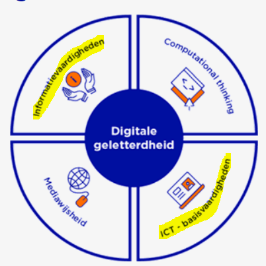 Informatievaardigheden
Computational thinking
Digitale
geletterdheid
Mediawijsheid
ICT - basisvaardigheden